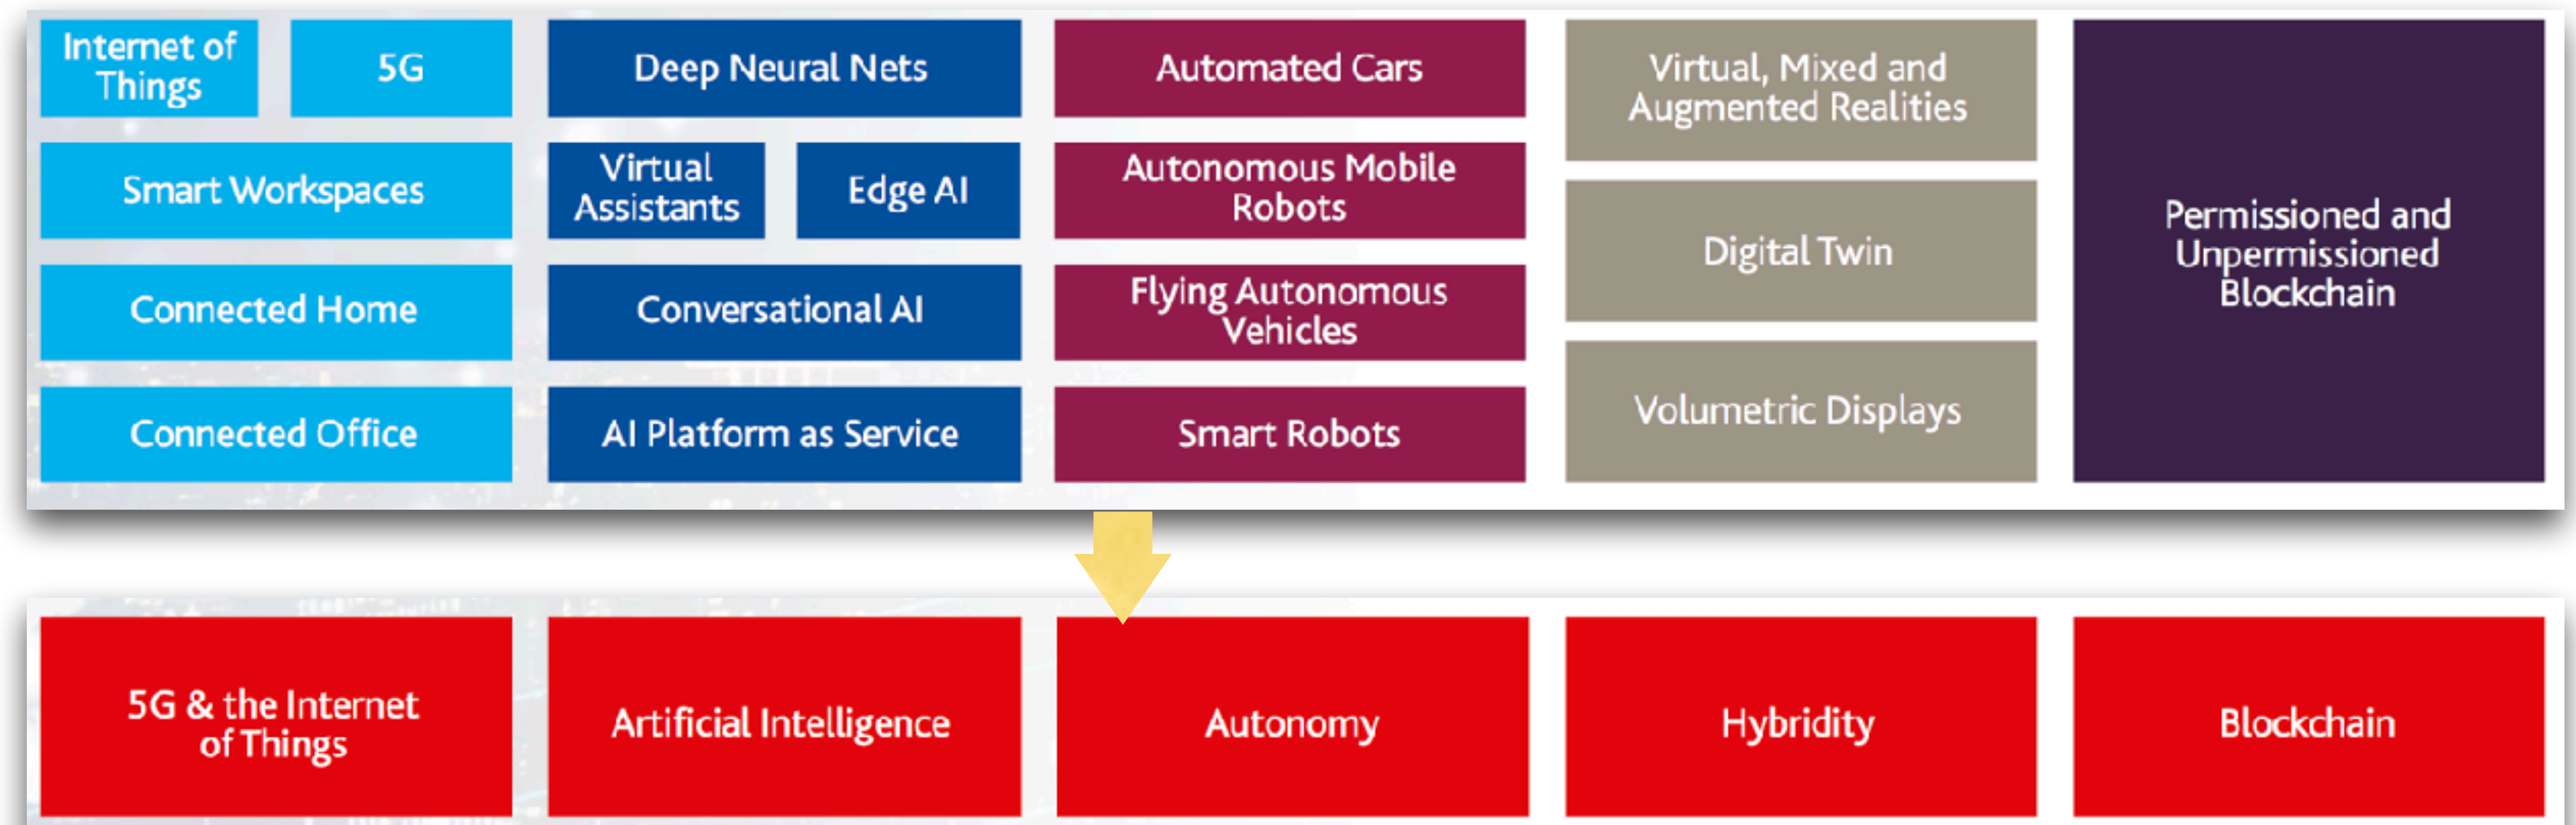 Internet of
Things
5G
Smart Workspaces
Connected Home
Connected Office
Deep Neural Nets
Virtual
Assistants
Edge AI
Conversational AI
AI Platform as Service
Automated Cars
Autonomous Mobile
Robots
Flying Autonomous
Vehicles
Smart Robots
Virtual, Mixed and
Augmented Realities
Digital Twin
Volumetric Displays
Permissioned and
Unpermissioned
Blockchain
5G & the Internet
of Things
Artificial Intelligence
Autonomy
Hybridity
Blockchain